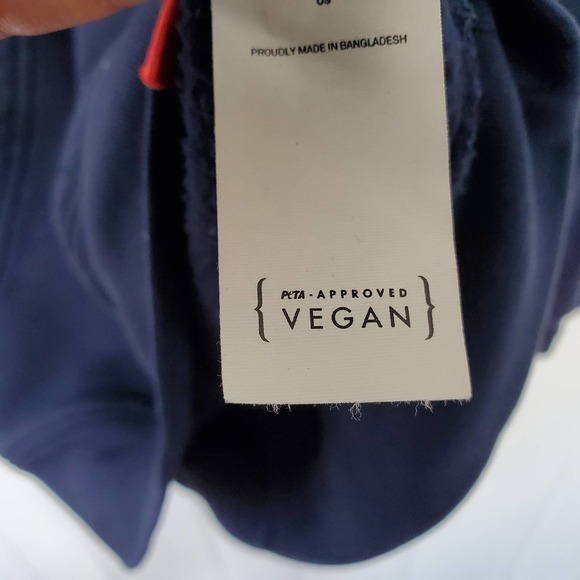 PROUDLY MADE IN BANGLADESH
PETA - APPROVED
VEGAN